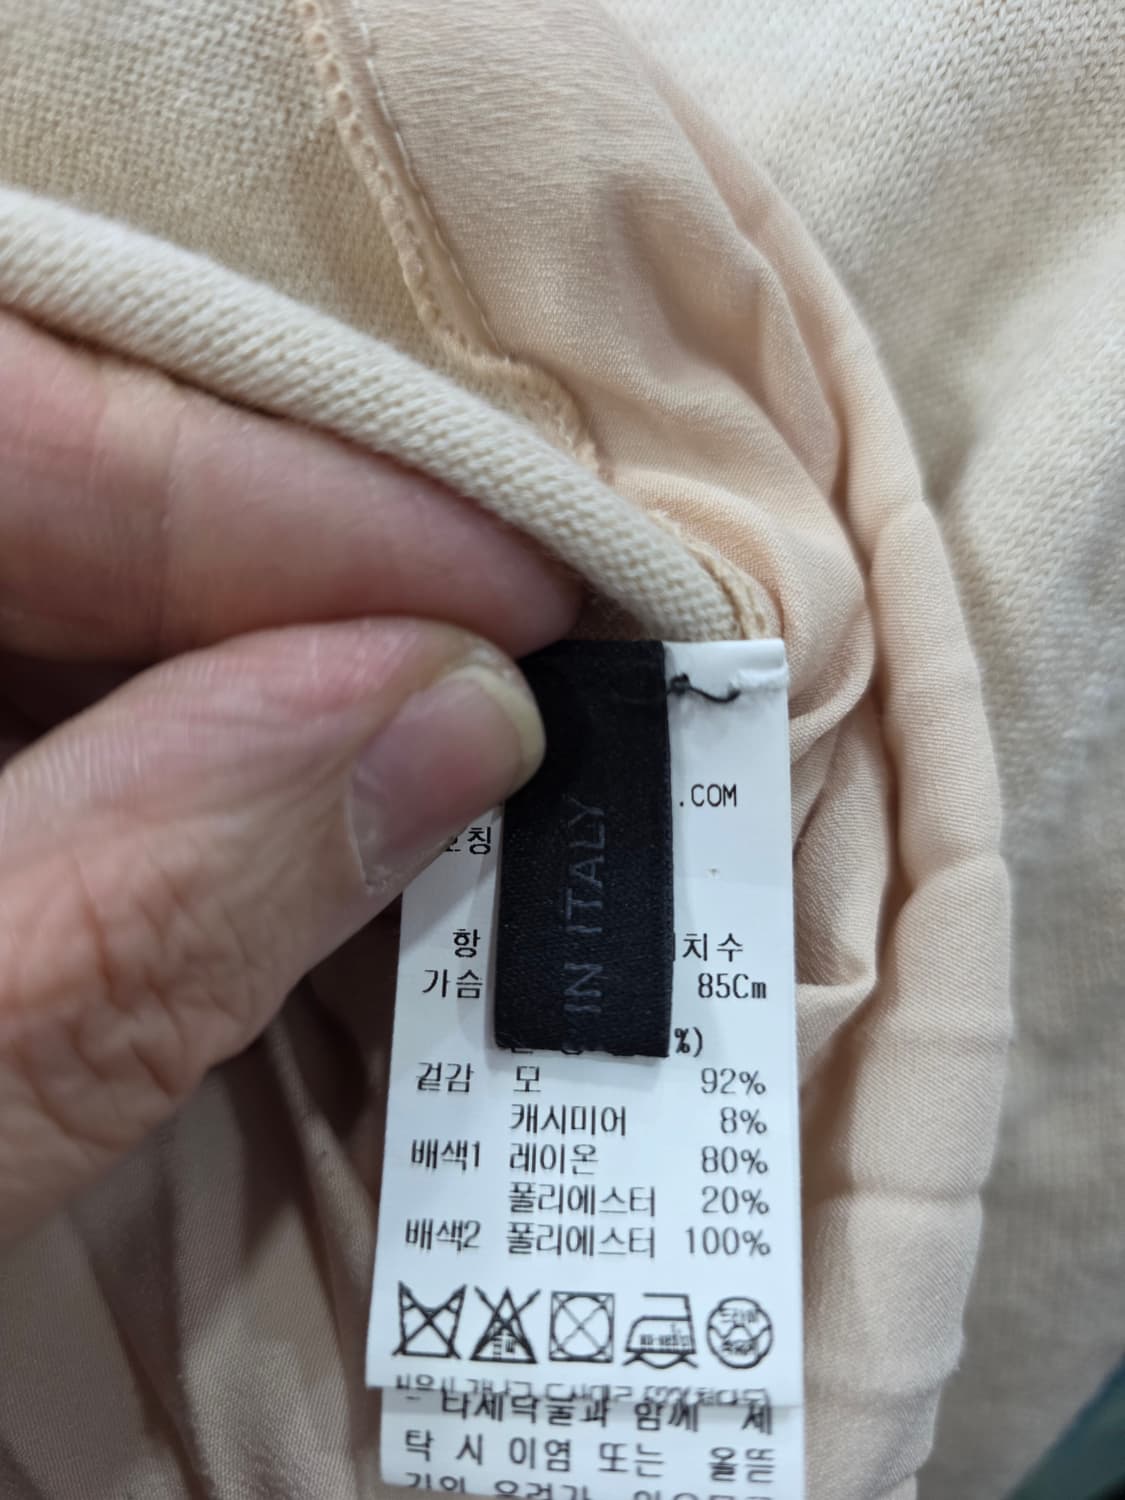 IN ITALY
.COM
호칭
항 치수
가슴 85Cm
%)
겉감 모 92%
캐시미어 8%
배색1 레이온 80%
폴리에스터 20%
배색2 폴리에스터 100%
드라이
타세탁물과 함께 세
탁 시 이염 또는 올뜯